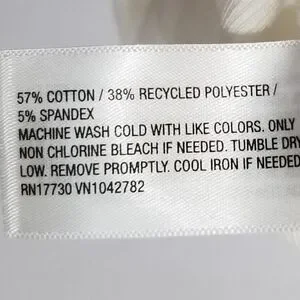 57% COTTON / 38% RECYCLED POLYESTER /
5% SPANDEX
MACHINE WASH COLD WITH LIKE COLORS. ONLY
NON CHLORINE BLEACH IF NEEDED. TUMBLE DRY
LOW. REMOVE PROMPTLY. COOL IRON IF NEEDED
RN17730 VN1042782